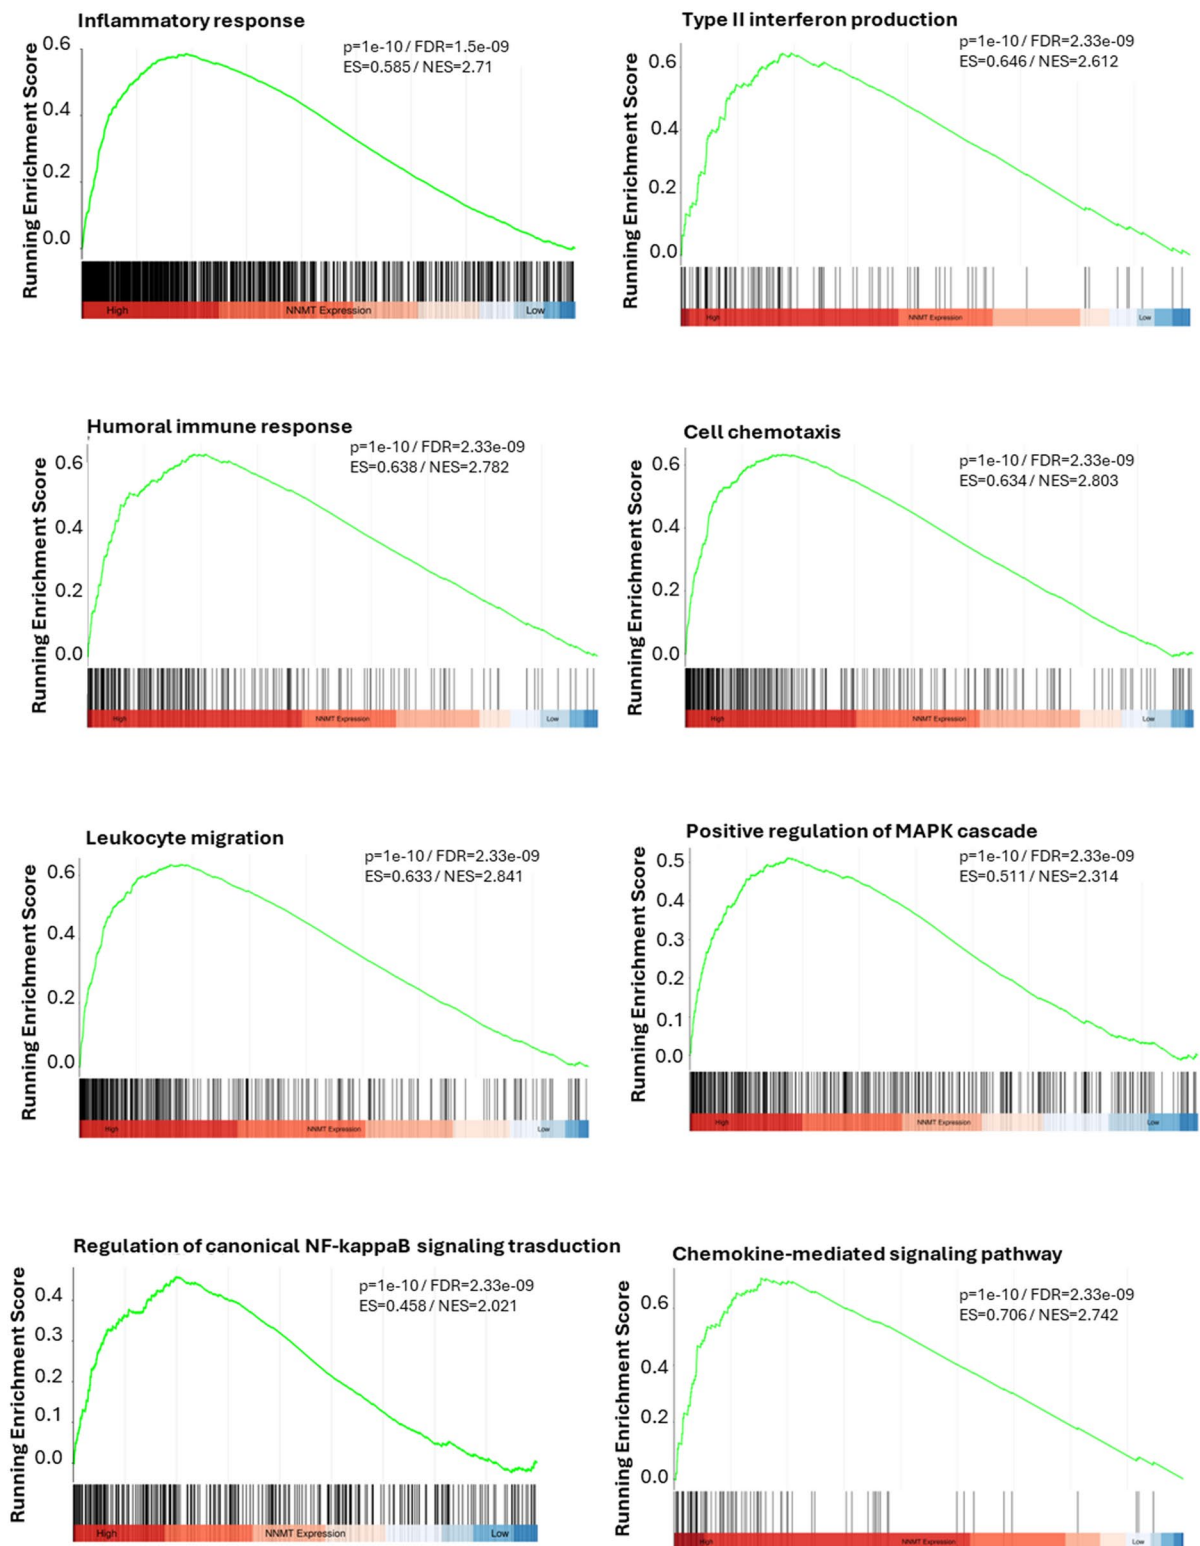 Inflammatory response
p=1e-10 / FDR=1.5e-09
ES=0.585 / NES=2.71
Running Enrichment Score
0.6
0.4
0.2
0.0
High NNMT Expression Low
Type II interferon production
p=1e-10 / FDR=2.33e-09
ES=0.646 / NES=2.612
Running Enrichment Score
0.6
0.4
0.2
0.0
High NNMT Expression Low
Humoral immune response
p=1e-10 / FDR=2.33e-09
ES=0.638 / NES=2.782
Running Enrichment Score
0.6
0.4
0.2
0.0
High NNMT Expression Low
Cell chemotaxis
p=1e-10 / FDR=2.33e-09
ES=0.634 / NES=2.803
Running Enrichment Score
0.6
0.4
0.2
0.0
High NNMT Expression Low
Leukocyte migration
p=1e-10 / FDR=2.33e-09
ES=0.633 / NES=2.841
Running Enrichment Score
0.6
0.4
0.2
0.0
High NNMT Expression Low
Positive regulation of MAPK cascade
p=1e-10 / FDR=2.33e-09
ES=0.511 / NES=2.314
Running Enrichment Score
0.5
0.4
0.3
0.2
0.1
0.0
High NNMT Expression Low
Regulation of canonical NF-kappaB signaling trasduction
p=1e-10 / FDR=2.33e-09
ES=0.458 / NES=2.021
Running Enrichment Score
0.4
0.3
0.2
0.1
0.0
High NNMT Expression Low
Chemokine-mediated signaling pathway
p=1e-10 / FDR=2.33e-09
ES=0.706 / NES=2.742
Running Enrichment Score
0.6
0.4
0.2
0.0
High NNMT Expression Low